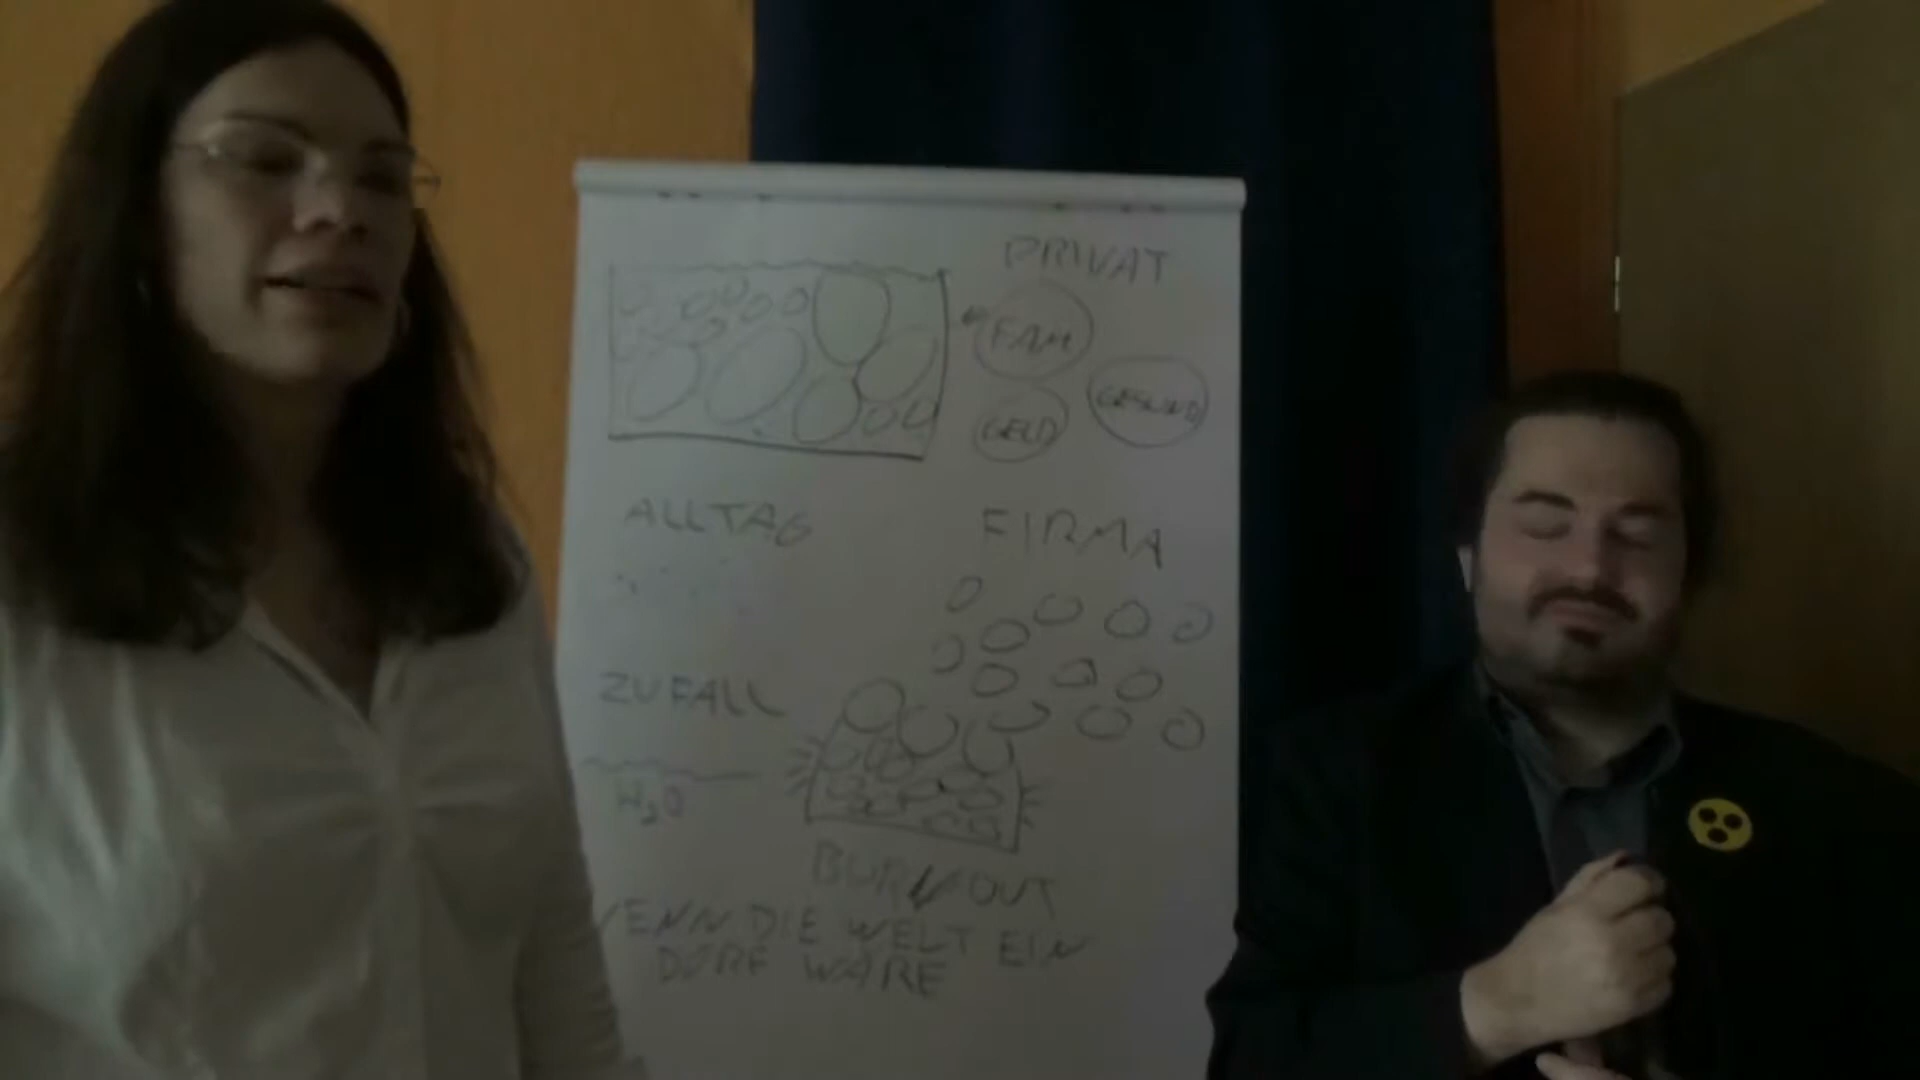 PRIVAT
FAM
GESUND
GELD
ALLTAG
FIRMA
ZUFALL
H2O
BURNOUT
WENN DIE WELT EIN
DORF WÄRE